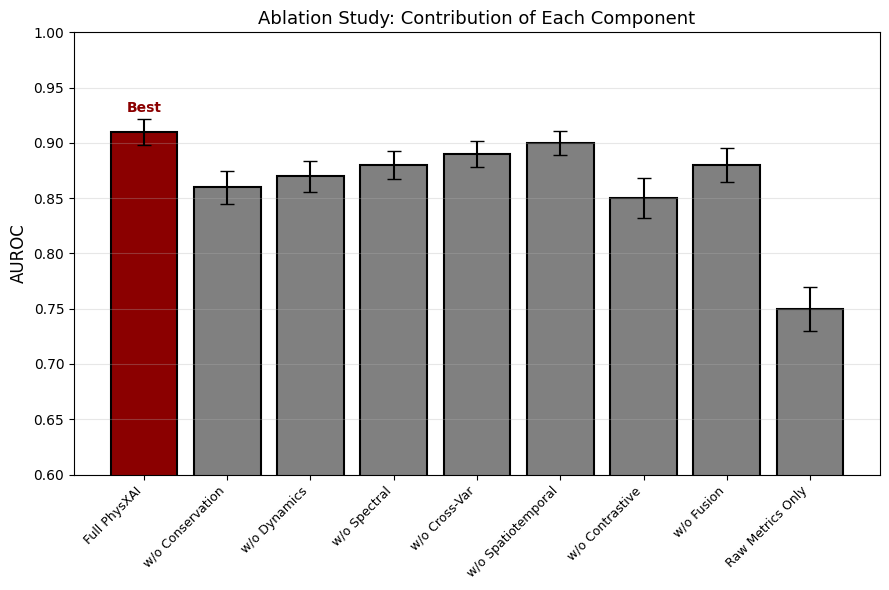 Ablation Study: Contribution of Each Component
AUROC
1.00
0.95
0.90
0.85
0.80
0.75
0.70
0.65
0.60
Best
Full PhysXAI
w/o Conservation
w/o Dynamics
w/o Spectral
w/o Cross-Var
w/o Spatiotemporal
w/o Contrastive
w/o Fusion
Raw Metrics Only